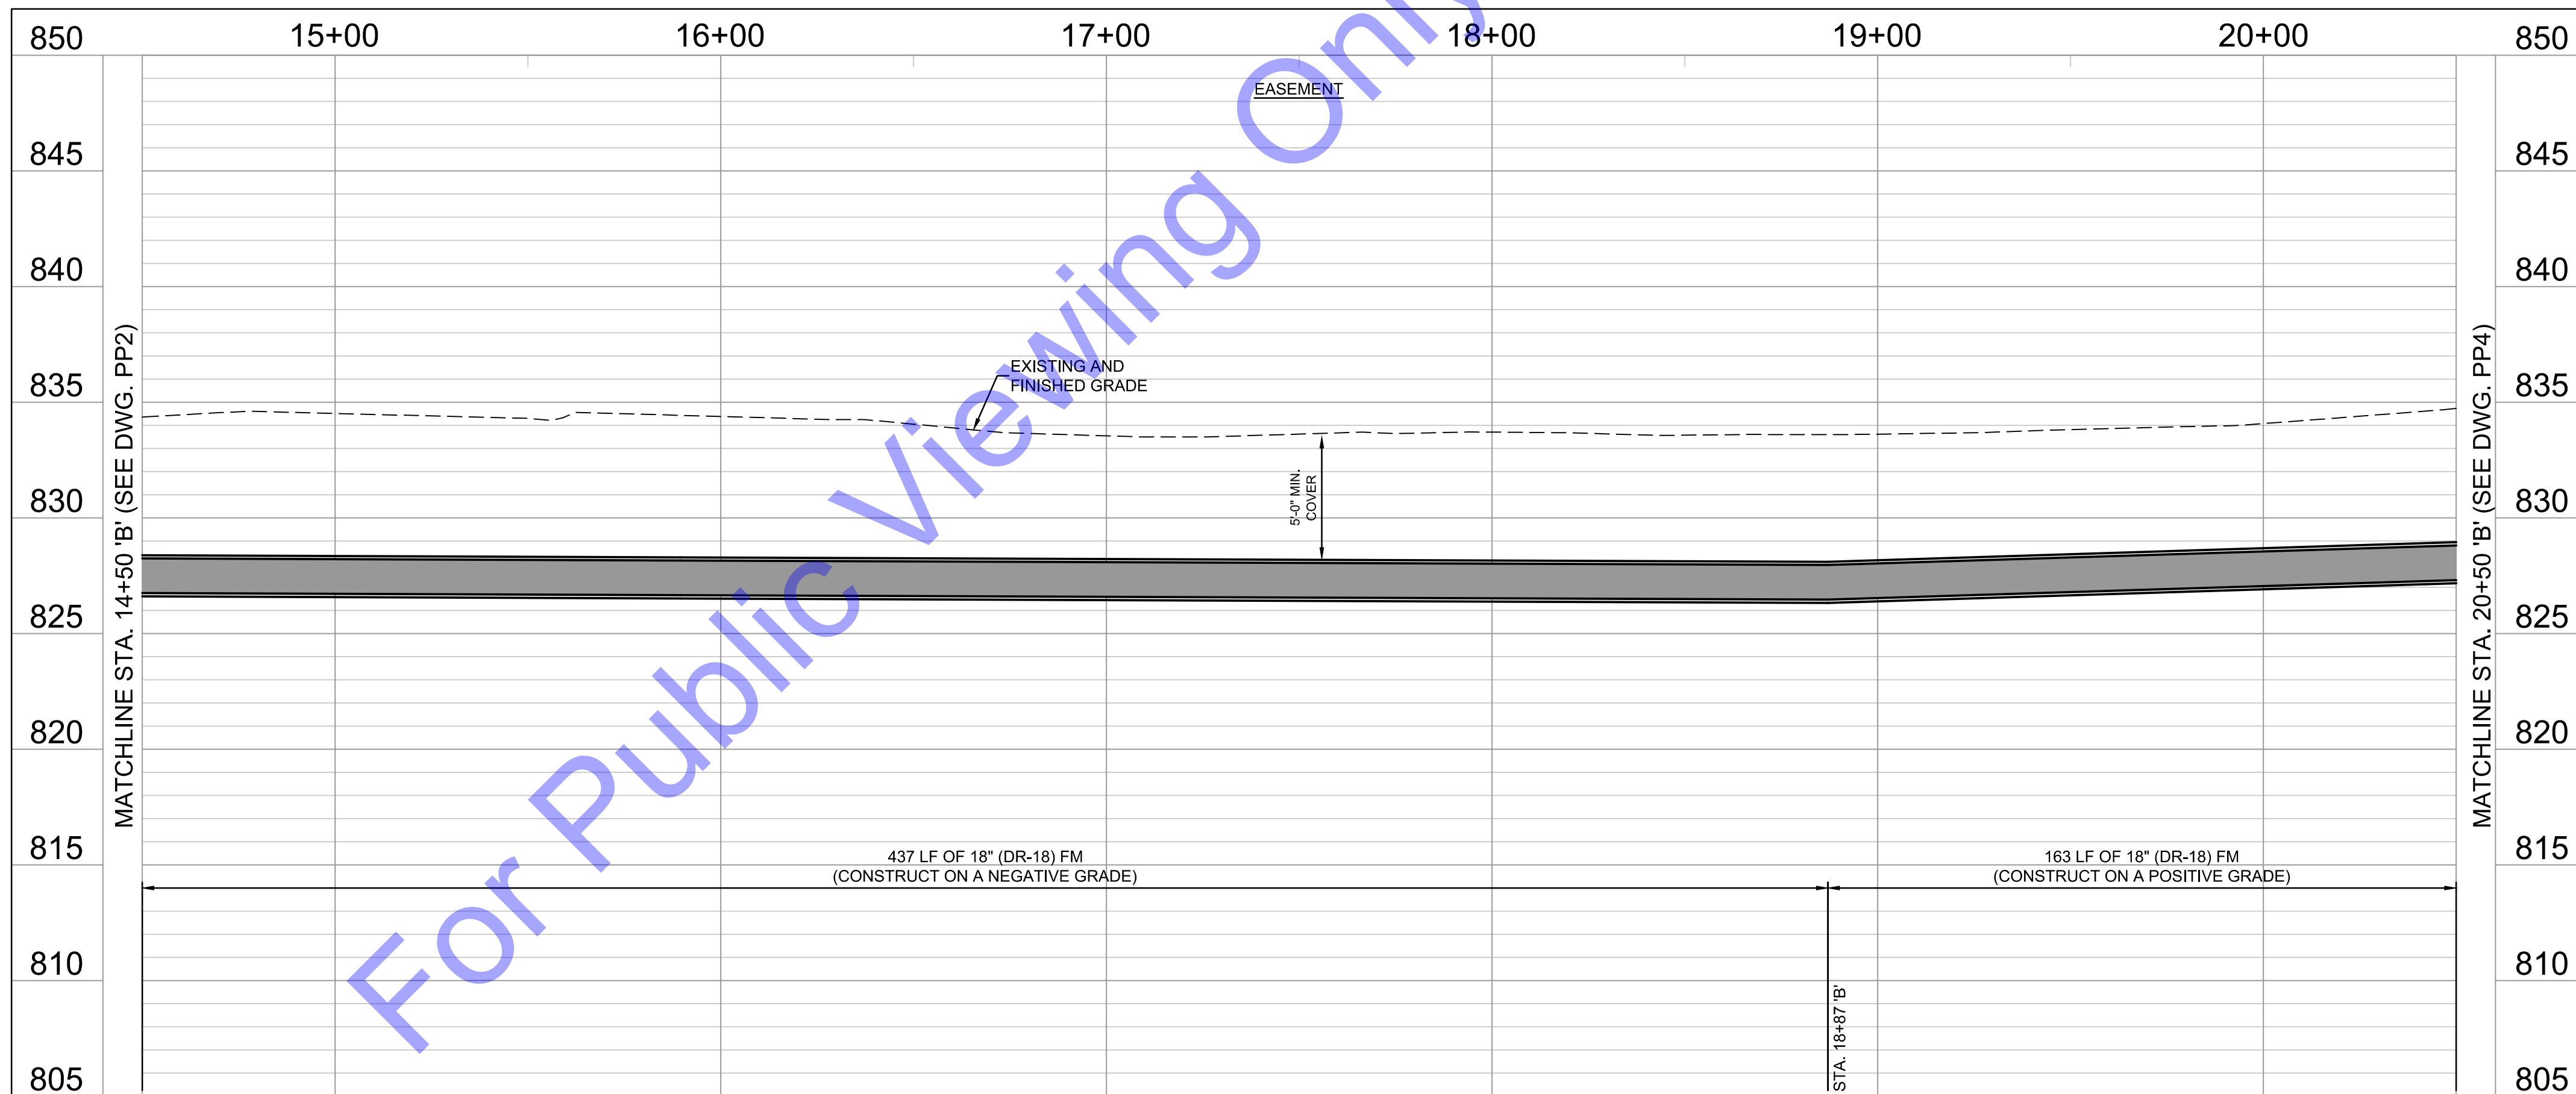 850 15+00 16+00 17+00 18+00 19+00 20+00 850
EASEMENT
845 845
840 840
835 835
EXISTING AND
FINISHED GRADE
830 830
5'-0" MIN.
COVER
825 825
820 820
815 815
810 810
805 805
MATCHLINE STA. 14+50 'B' (SEE DWG. PP2)
MATCHLINE STA. 20+50 'B' (SEE DWG. PP4)
437 LF OF 18" (DR-18) FM
(CONSTRUCT ON A NEGATIVE GRADE)
163 LF OF 18" (DR-18) FM
(CONSTRUCT ON A POSITIVE GRADE)
STA. 18+87 'B'
For Public Viewing Only